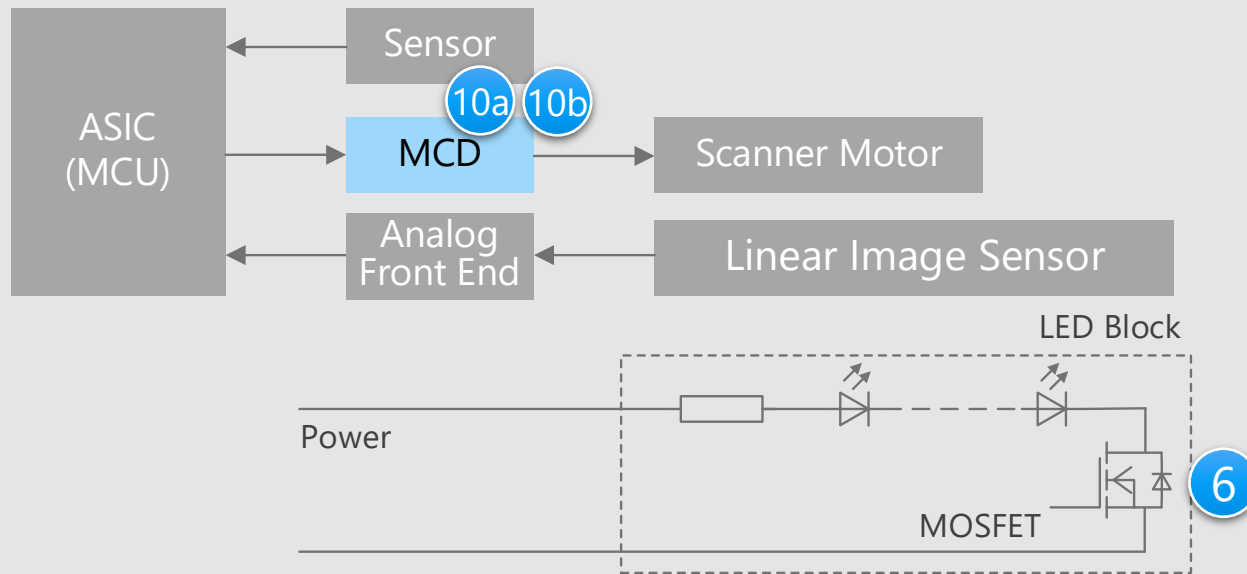 Sensor
10a
10b
ASIC
(MCU)
MCD
Scanner Motor
Analog
Front End
Linear Image Sensor
LED Block
Power
6
MOSFET